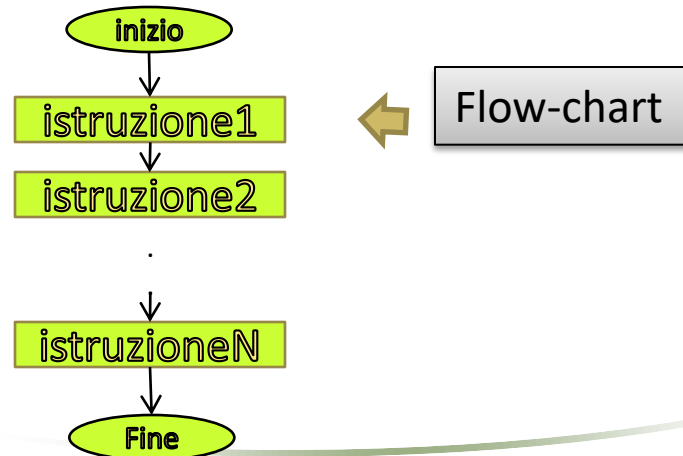 inizio
istruzione1
Flow-chart
istruzione2
.
.
istruzioneN
Fine